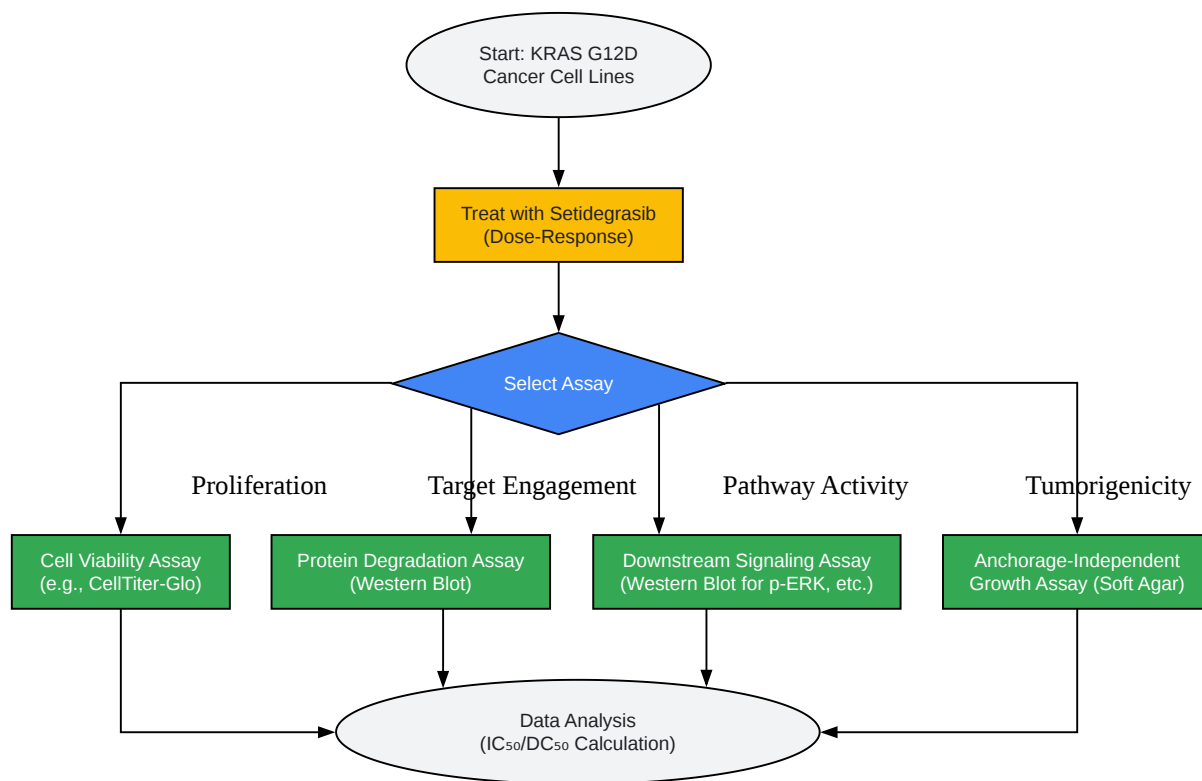 Start: KRAS G12D
Cancer Cell Lines
Treat with Setidegrasib
(Dose-Response)
Select Assay
Proliferation
Target Engagement
Pathway Activity
Tumorigenicity
Cell Viability Assay
(e.g., CellTiter-Glo)
Protein Degradation Assay
(Western Blot)
Downstream Signaling Assay
(Western Blot for p-ERK, etc.)
Anchorage-Independent
Growth Assay (Soft Agar)
Data Analysis
(IC₅₀/DC₅₀ Calculation)